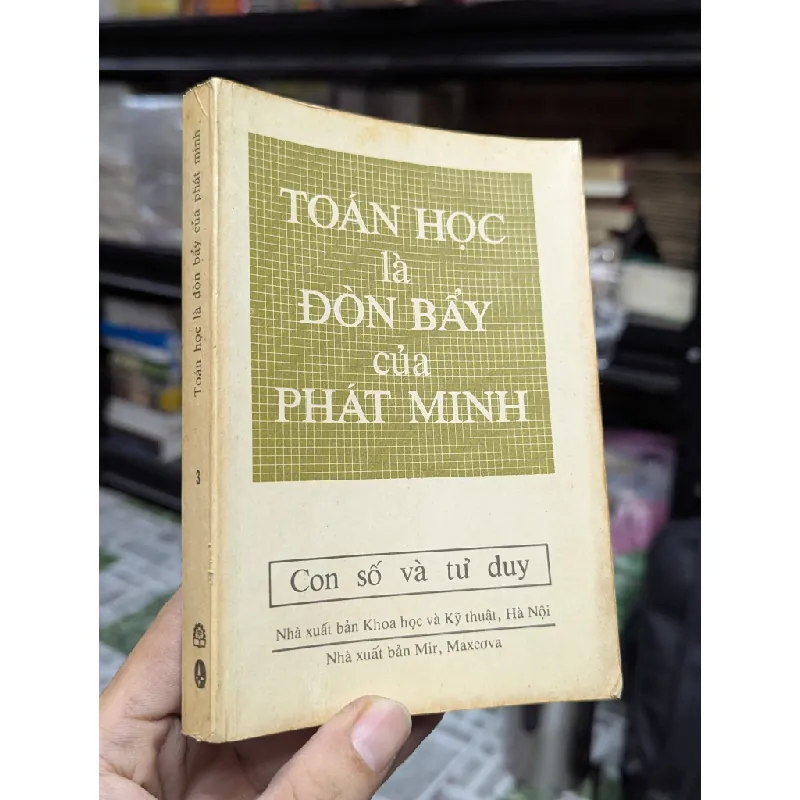 TOÁN HỌC
là
ĐÒN BẨY
của
PHÁT MINH
Con số và tư duy
Nhà xuất bản Khoa học và Kỹ thuật, Hà Nội
Nhà xuất bản Mir, Maxcơva
Toán học là đòn bẩy của phát minh
3